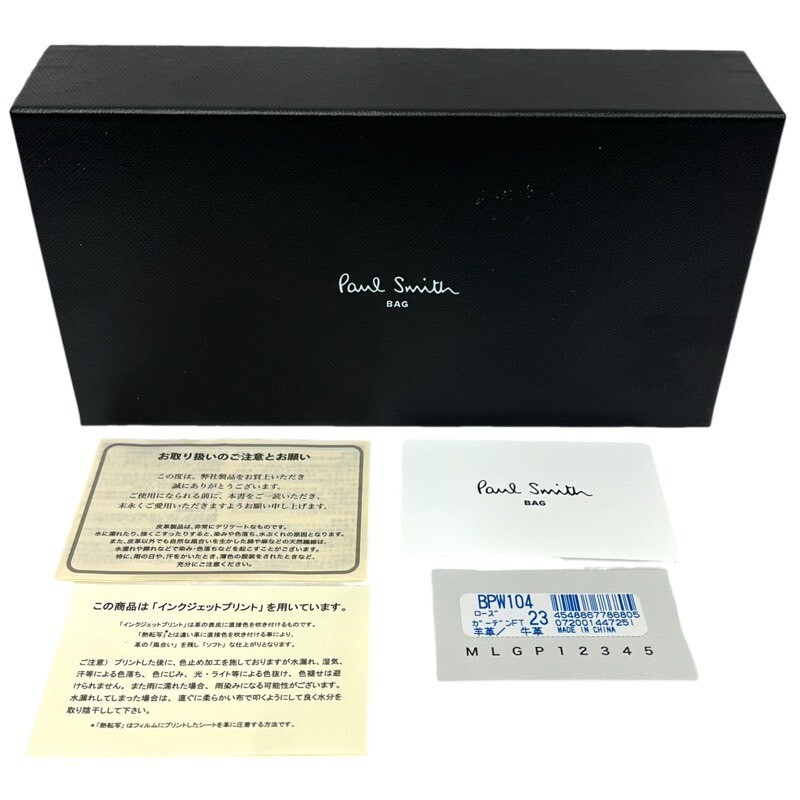 Paul Smith
BAG
お取り扱いのご注意とお願い
この度は、弊社製品をお買上いただき
誠にありがとうございます。
ご使用になられる前に、本書をご一読いただき、
末永くご愛用いただきますようお願い申し上げます。
皮革製品は、非常にデリケートなものです。
水に濡れたり、強くこすったりすると、染みや色落ち、水ぶくれの原因となります。
また、皮革以外でも自然な風合いを生かした綿や麻などの天然繊維は、
水濡れや擦れなどで染み・色落ちなどを起こすことがございます。
特に、雨の日や、汗をかいたとき、薄色の服装をされたときなど、
充分にご注意ください。
Paul Smith
BAG
この商品は「インクジェットプリント」を用いています。
「インクジェットプリント」は革の表皮に直接色を吹き付けるものです。
「熱転写」*とは違い革に直接色を吹き付ける事により、
革の「風合い」を残し「ソフト」な仕上がりとなります。
ご注意）プリントした後に、色止め加工を施しておりますが水濡れ、湿気、
汗等による色落ち、色にじみ、光・ライト等による色抜け、色褪せは避
けられません。また雨に濡れた場合、雨染みになる可能性がございます。
水濡れしてしまった場合は、直ぐに柔らかい布で叩くようにして良く水分を
取り陰干しして下さい。
*「熱転写」はフィルムにプリントしたシートを革に圧着する方法です。
BPW104
ローズ
ガーデンFT 23
羊革／ 牛革
4548867786805
072001447251
MADE IN CHINA
M L G P 1 2 3 4 5